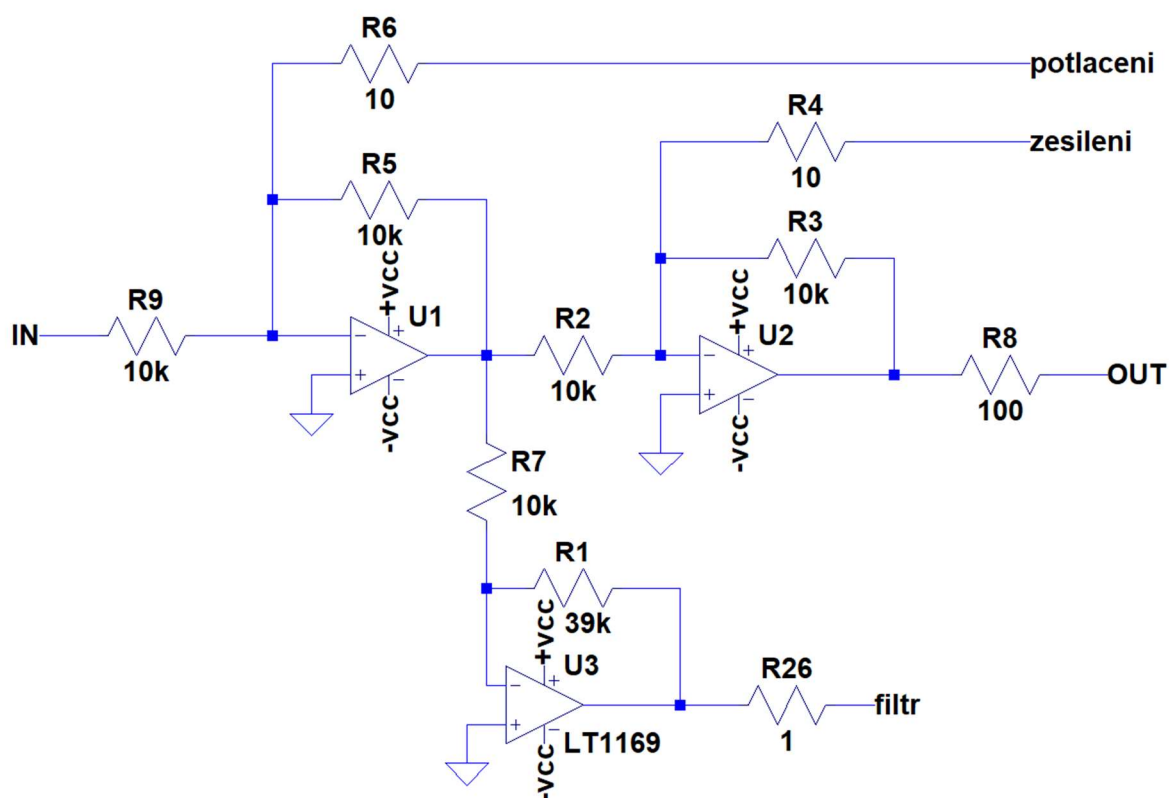 R6
potlaceni
10
R4
zesileni
10
R5
10k
R3
10k
+VCC
U1
+VCC
U2
R9
IN
10k
R2
10k
R8
OUT
100
-VCC
-VCC
R7
10k
R1
39k
+VCC
U3
R26
filtr
1
LT1169
-VCC